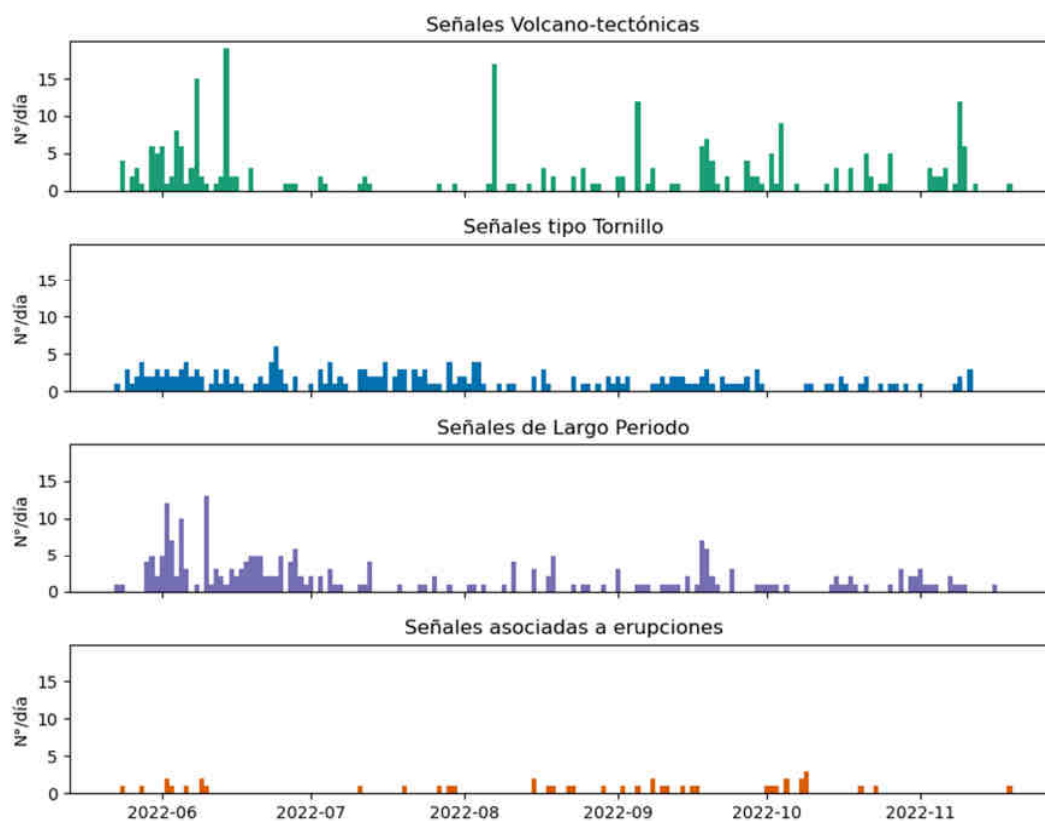 Señales Volcano-tectónicas
N°/día
15
10
5
0
Señales tipo Tornillo
N°/día
15
10
5
0
Señales de Largo Periodo
N°/día
15
10
5
0
Señales asociadas a erupciones
N°/día
15
10
5
0
2022-06 2022-07 2022-08 2022-09 2022-10 2022-11